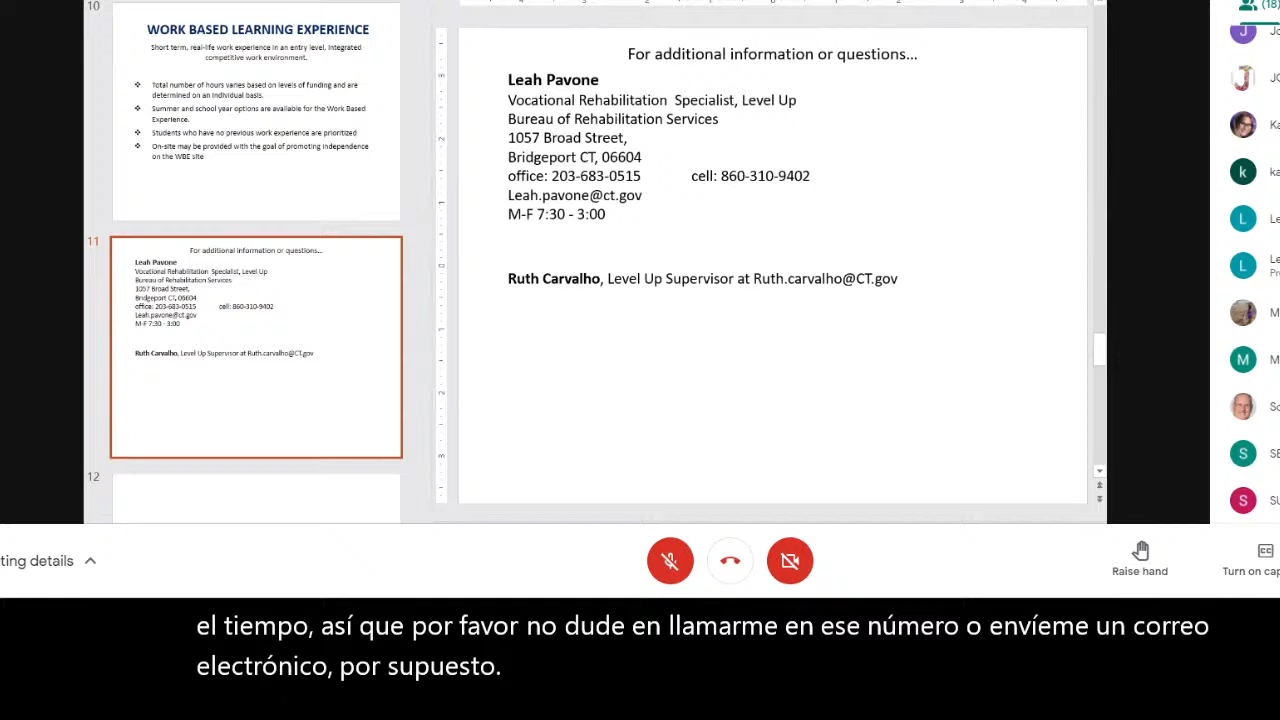 10
WORK BASED LEARNING EXPERIENCE
Short term, real-life work experience in an entry level, Integrated
competitive work environment.
❖ Total number of hours varies based on levels of funding and are
determined on an individual basis.
❖ Summer and school year options are available for the Work Based
Experience.
❖ Students who have no previous work experience are prioritized
❖ On-site may be provided with the goal of promoting independence
on the WBE site
11
For additional information or questions...
Leah Pavone
Vocational Rehabilitation Specialist, Level Up
Bureau of Rehabilitation Services
1057 Broad Street,
Bridgeport CT, 06604
office: 203-683-0515 cell: 860-310-9402
Leah.pavone@ct.gov
M-F 7:30 - 3:00
Ruth Carvalho, Level Up Supervisor at Ruth.carvalho@CT.gov
12
For additional information or questions...
Leah Pavone
Vocational Rehabilitation Specialist, Level Up
Bureau of Rehabilitation Services
1057 Broad Street,
Bridgeport CT, 06604
office: 203-683-0515 cell: 860-310-9402
Leah.pavone@ct.gov
M-F 7:30 - 3:00
Ruth Carvalho, Level Up Supervisor at Ruth.carvalho@CT.gov
(18)
J Jo
JO
Ka
k ka
L Le
L Le
Pr
M
M M
Sc
S SE
S SU
ting details
Raise hand
Turn on cap
el tiempo, así que por favor no dude en llamarme en ese número o envíeme un correo
electrónico, por supuesto.